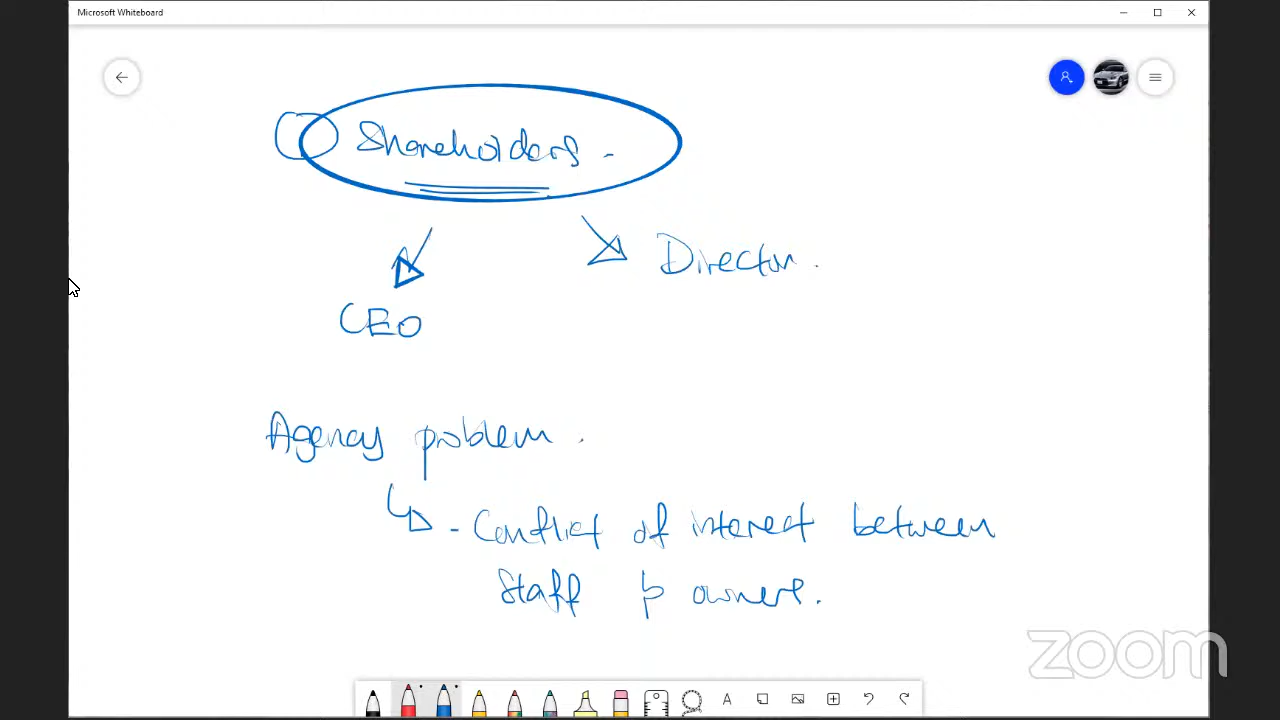 Microsoft Whiteboard
Shareholders.
Director.
CEO
Agency problem.
- Conflict of interest between
Staff & owners.
A
zoom